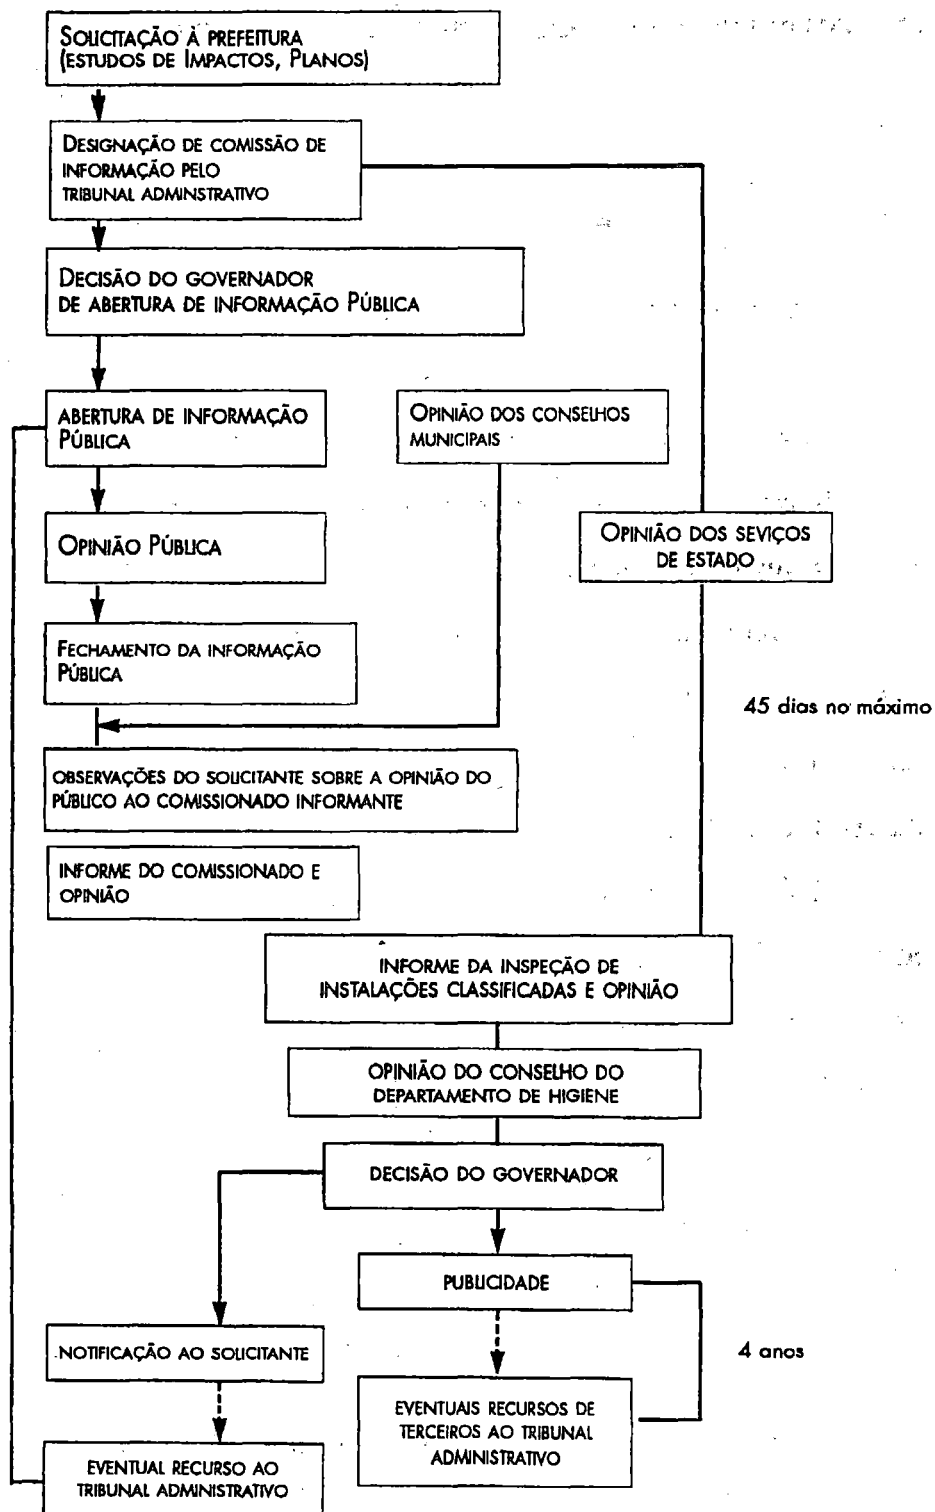 SOLICITAÇÃO À PREFEITURA
(ESTUDOS DE IMPACTOS, PLANOS)
DESIGNAÇÃO DE COMISSÃO DE
INFORMAÇÃO PELO
TRIBUNAL ADMINSTRATIVO
DECISÃO DO GOVERNADOR
DE ABERTURA DE INFORMAÇÃO PÚBLICA
ABERTURA DE INFORMAÇÃO
PÚBLICA
OPINIÃO DOS CONSELHOS
MUNICIPAIS
OPINIÃO PÚBLICA
OPINIÃO DOS SEVIÇOS
DE ESTADO
FECHAMENTO DA INFORMAÇÃO
PÚBLICA
45 dias no máximo
OBSERVAÇÕES DO SOLICITANTE SOBRE A OPINIÃO DO
PÚBLICO AO COMISSIONADO INFORMANTE
INFORME DO COMISSIONADO E
OPINIÃO
INFORME DA INSPEÇÃO DE
INSTALAÇÕES CLASSIFICADAS E OPINIÃO
OPINIÃO DO CONSELHO DO
DEPARTAMENTO DE HIGIENE
DECISÃO DO GOVERNADOR
PUBLICIDADE
NOTIFICAÇÃO AO SOLICITANTE
4 anos
EVENTUAIS RECURSOS DE
TERCEIROS AO TRIBUNAL
ADMINISTRATIVO
EVENTUAL RECURSO AO
TRIBUNAL ADMINISTRATIVO